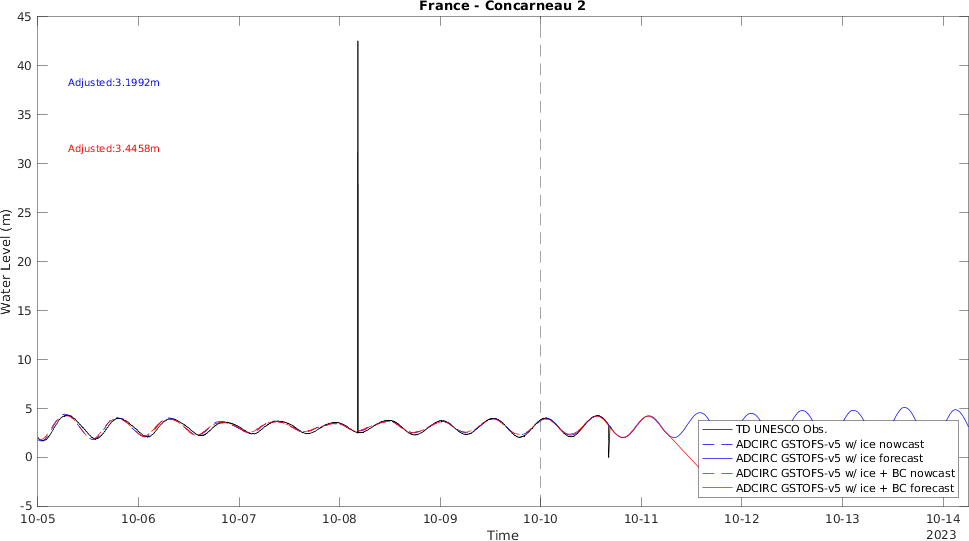 France - Concarneau 2
45
40
35
30
25
20
15
10
5
0
-5
Water Level (m)
Adjusted:3.1992m
Adjusted:3.4458m
TD UNESCO Obs.
ADCIRC GSTOFS-v5 w/ ice nowcast
ADCIRC GSTOFS-v5 w/ ice forecast
ADCIRC GSTOFS-v5 w/ ice + BC nowcast
ADCIRC GSTOFS-v5 w/ ice + BC forecast
10-05 10-06 10-07 10-08 10-09 10-10 10-11 10-12 10-13 10-14
2023
Time